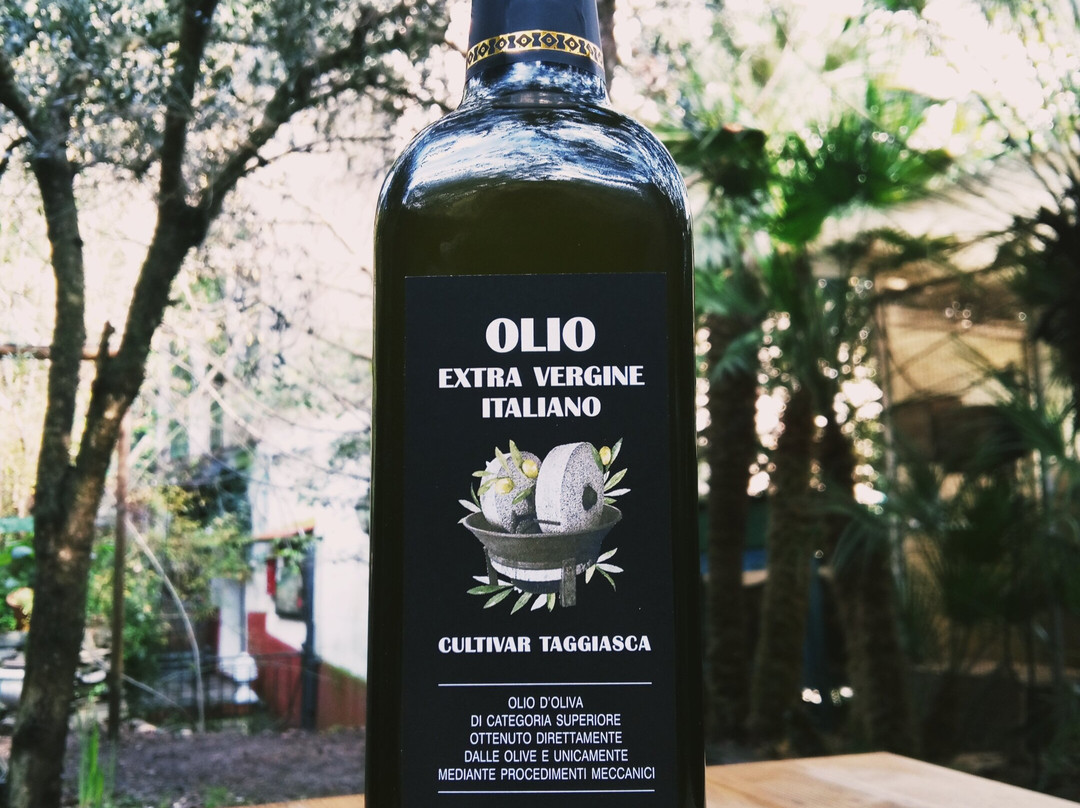 OLIO
EXTRA VERGINE
ITALIANO
CULTIVAR TAGGIASCA
OLIO D'OLIVA
DI CATEGORIA SUPERIORE
OTTENUTO DIRETTAMENTE
DALLE OLIVE E UNICAMENTE
MEDIANTE PROCEDIMENTI MECCANICI